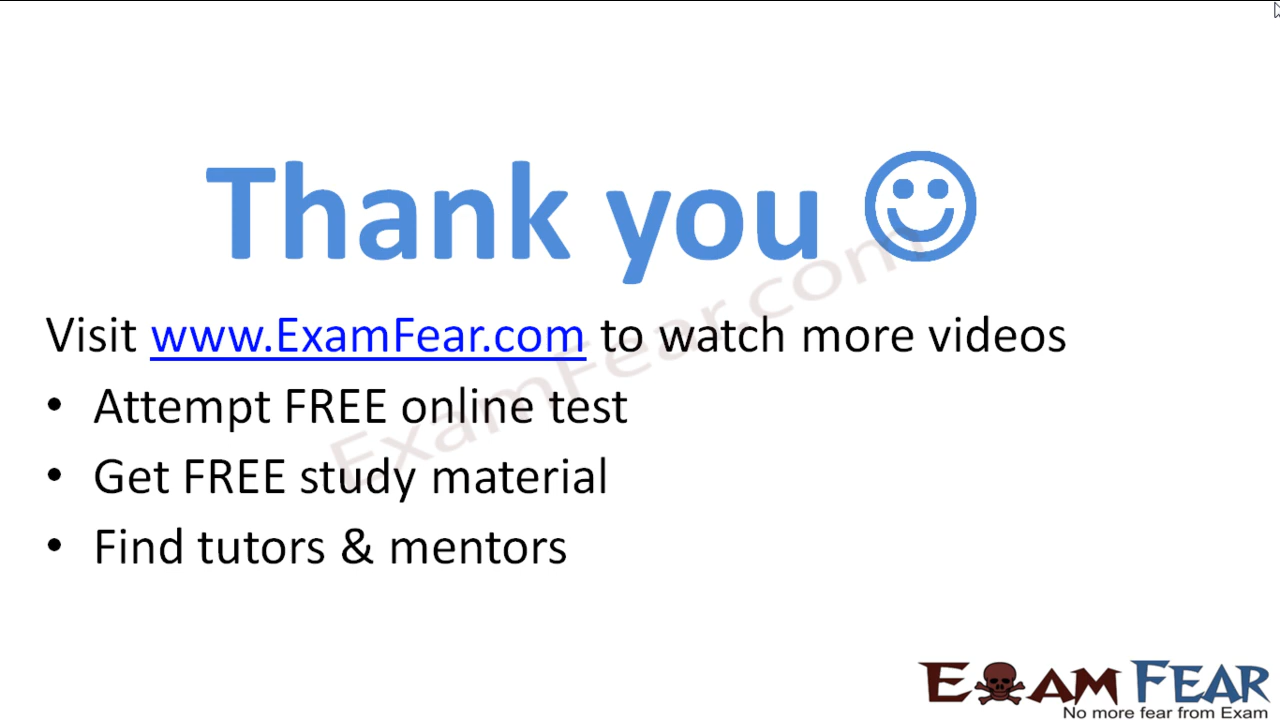 Thank you
Visit www.ExamFear.com to watch more videos
• Attempt FREE online test
• Get FREE study material
• Find tutors & mentors
ExamFear.com
EXAM FEAR
No more fear from Exam